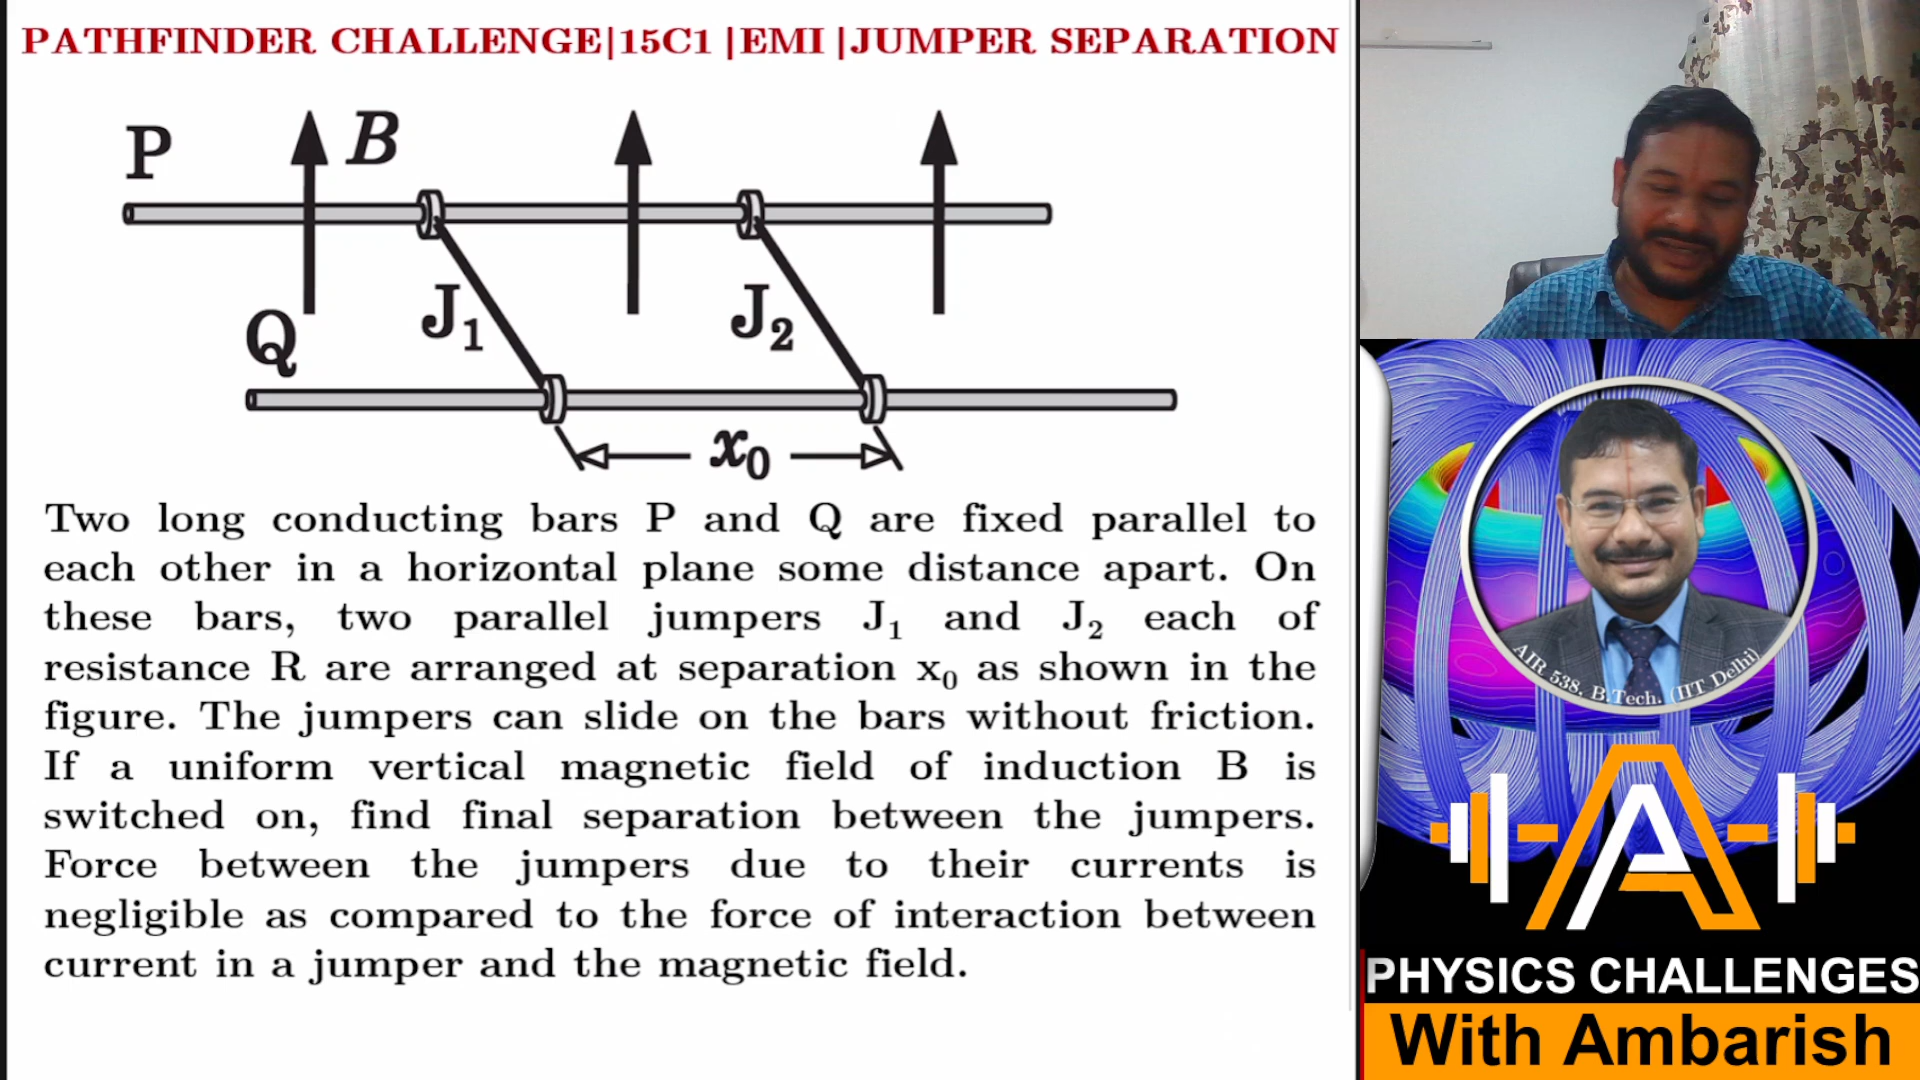 PATHFINDER CHALLENGE|15C1 |EMI |JUMPER SEPARATION
P
B
Q
J₁
J₂
x₀
Two long conducting bars P and Q are fixed parallel to
each other in a horizontal plane some distance apart. On
these bars, two parallel jumpers J₁ and J₂ each of
resistance R are arranged at separation x₀ as shown in the
figure. The jumpers can slide on the bars without friction.
If a uniform vertical magnetic field of induction B is
switched on, find final separation between the jumpers.
Force between the jumpers due to their currents is
negligible as compared to the force of interaction between
current in a jumper and the magnetic field.
AIR 538, B.Tech. (IIT Delhi)
A
PHYSICS CHALLENGES
With Ambarish